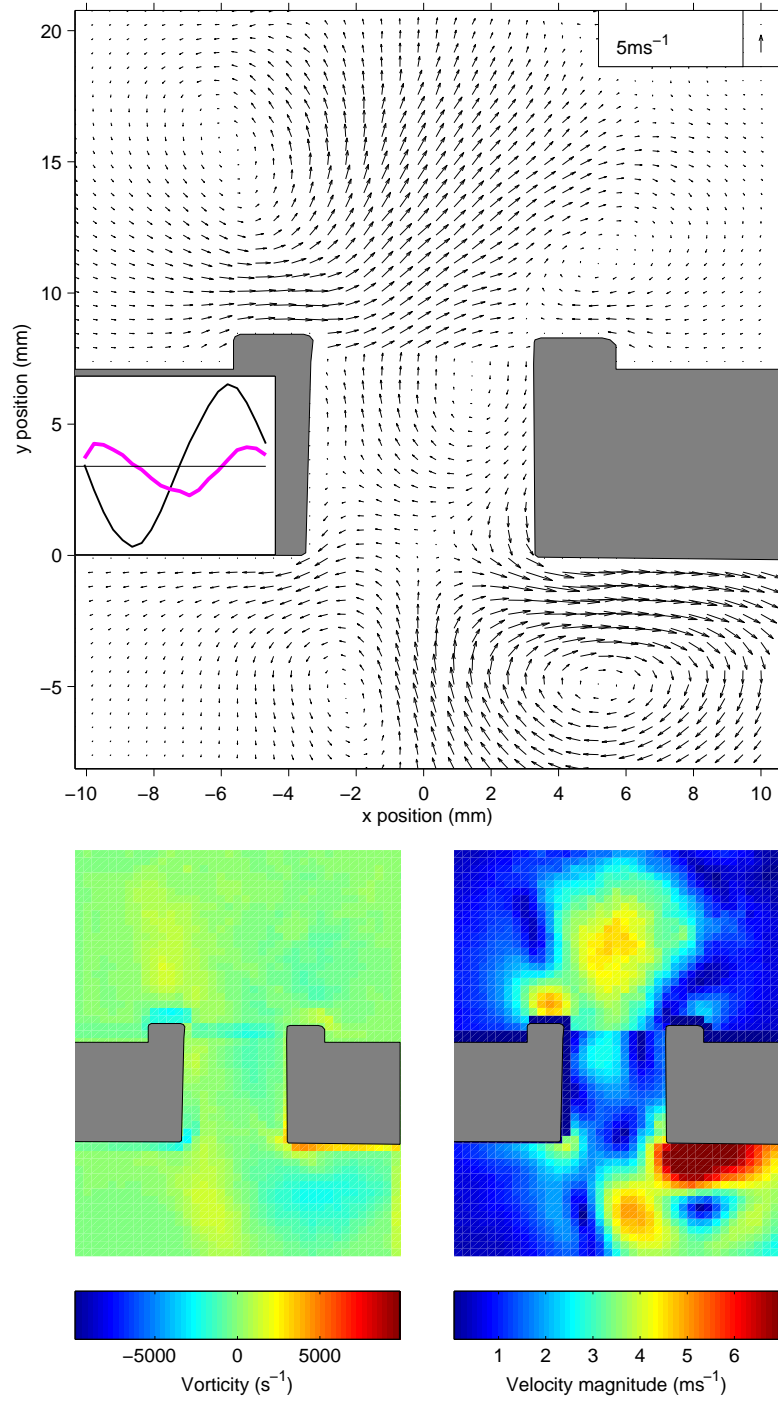 5ms⁻¹
20
15
10
5
0
−5
y position (mm)
−10 −8 −6 −4 −2 0 2 4 6 8 10
x position (mm)
−5000 0 5000
Vorticity (s⁻¹)
1 2 3 4 5 6
Velocity magnitude (ms⁻¹)